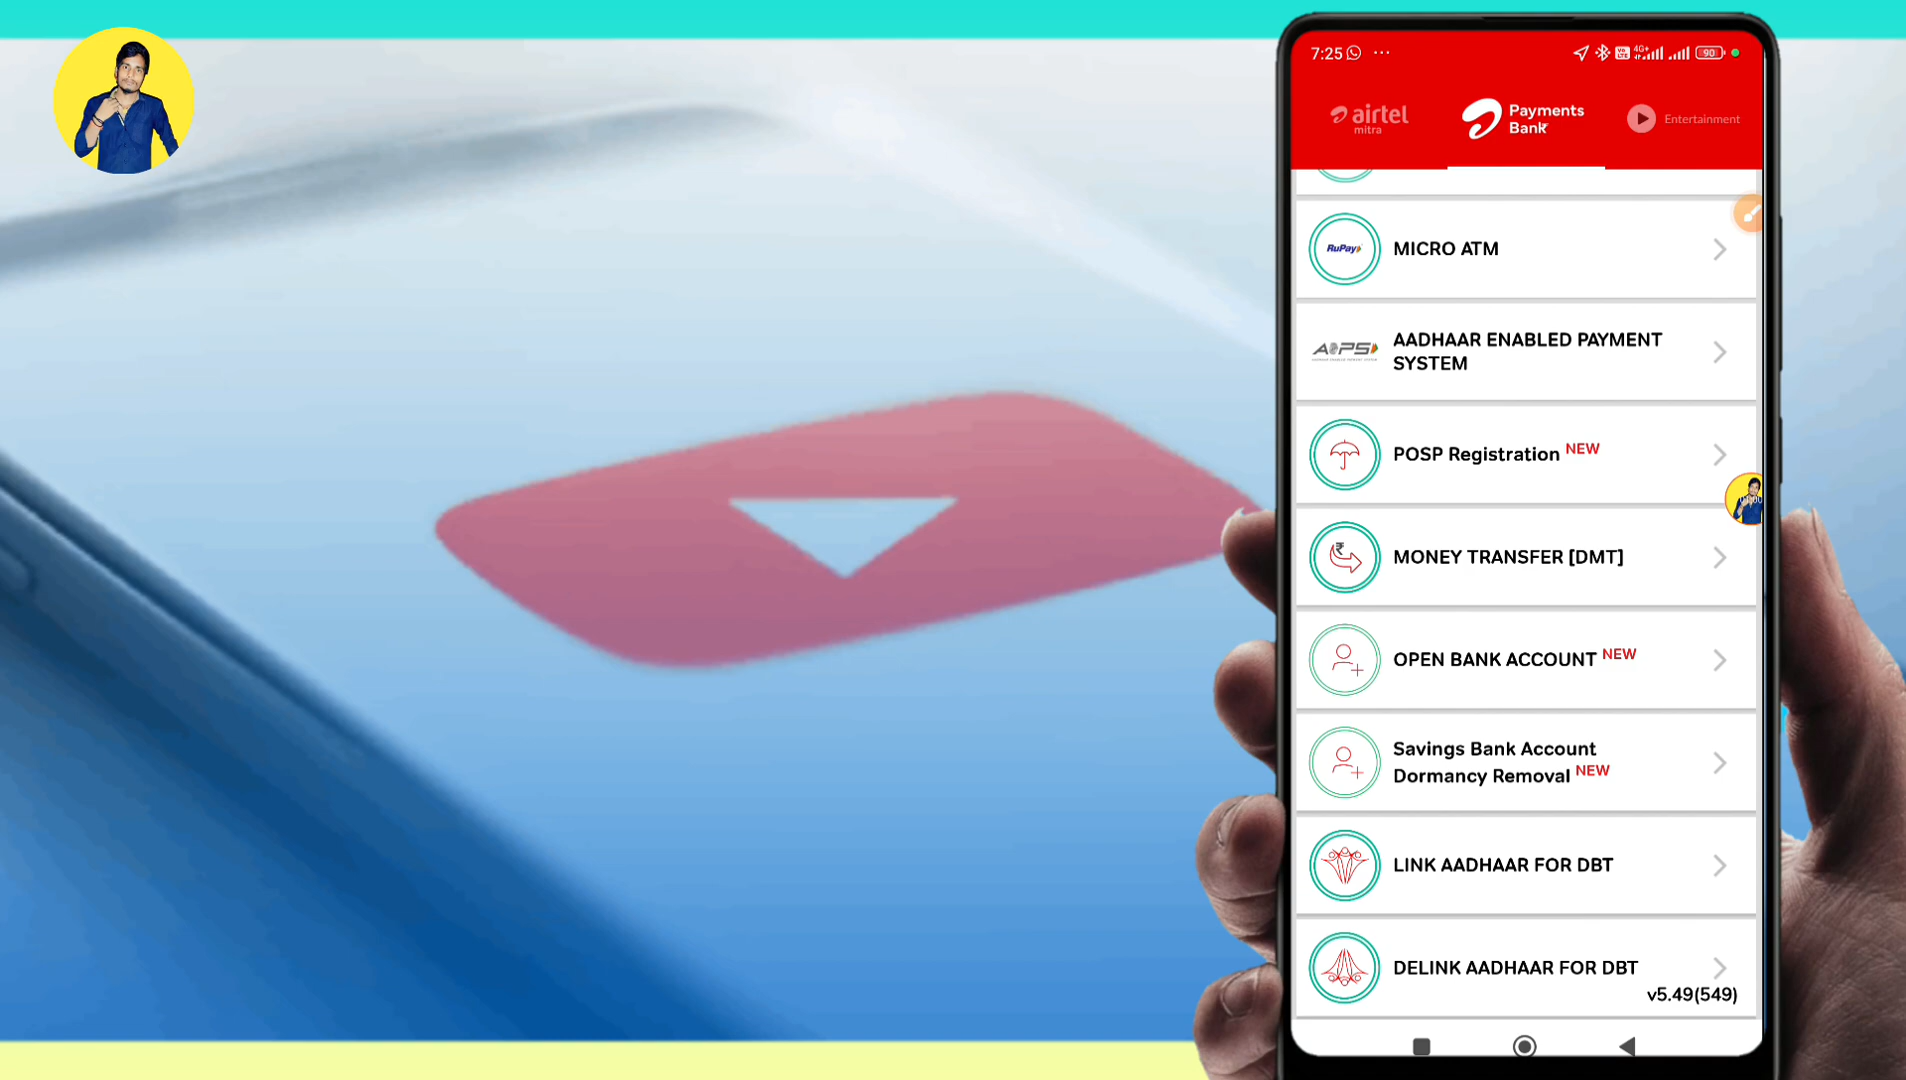 7:25
4G+
90
airtel
mitra
Payments
Bank
Entertainment
RuPay
MICRO ATM
AEPS
AADHAAR ENABLED PAYMENT
SYSTEM
POSP Registration NEW
MONEY TRANSFER [DMT]
OPEN BANK ACCOUNT NEW
Savings Bank Account
Dormancy Removal NEW
LINK AADHAAR FOR DBT
DELINK AADHAAR FOR DBT
v5.49(549)